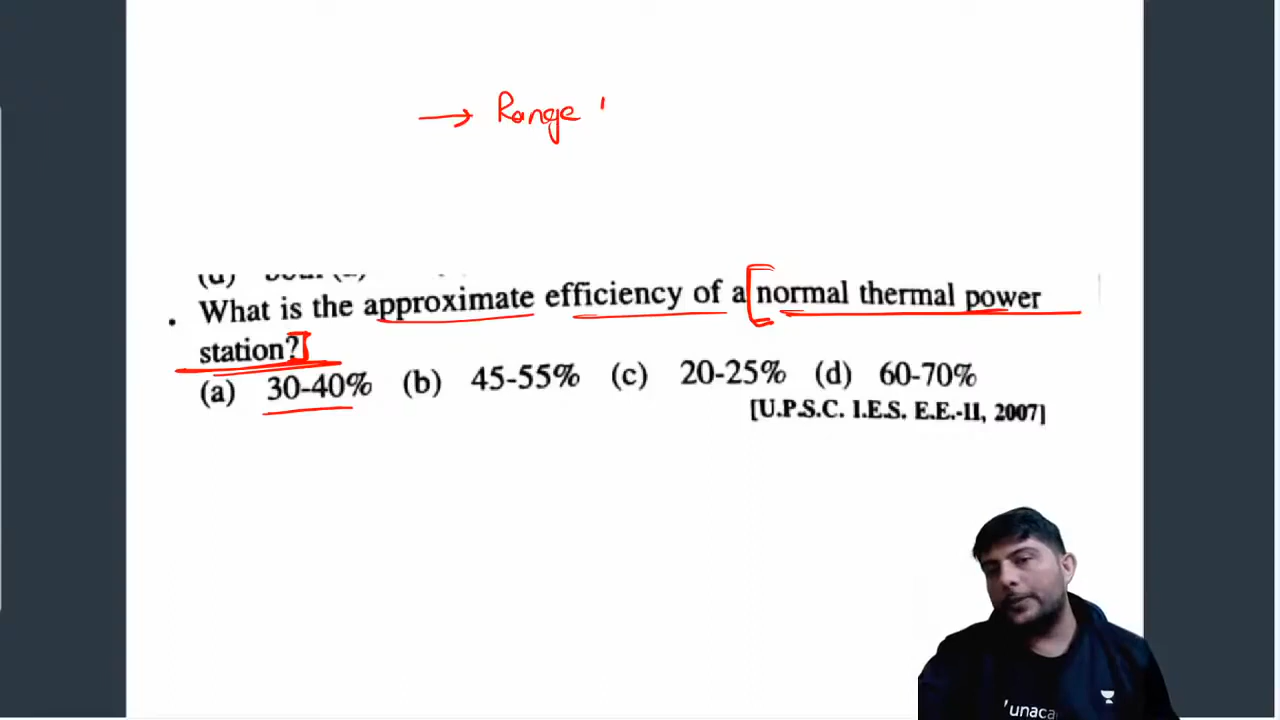 → Range '
What is the approximate efficiency of a normal thermal power
station?
(a) 30-40% (b) 45-55% (c) 20-25% (d) 60-70%
[U.P.S.C. I.E.S. E.E.-II, 2007]
unaca